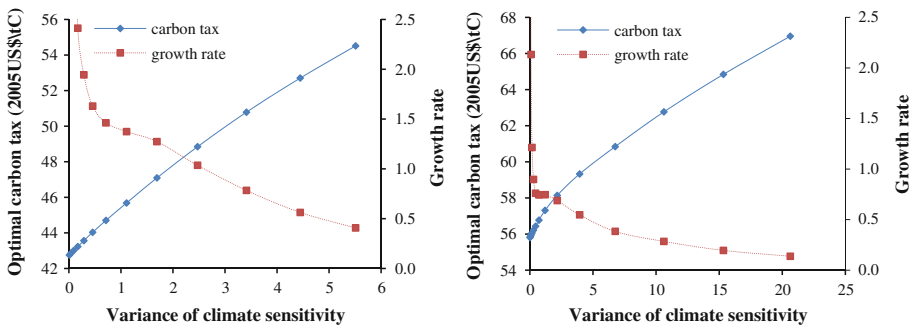 Optimal carbon tax (2005US$\tC)
56
54
52
50
48
46
44
42
carbon tax
growth rate
2.5
2.0
1.5
1.0
0.5
0.0
Growth rate
0 1 2 3 4 5 6
Variance of climate sensitivity
Optimal carbon tax (2005US$\tC)
68
66
64
62
60
58
56
54
carbon tax
growth rate
2.5
2.0
1.5
1.0
0.5
0.0
Growth rate
0 5 10 15 20 25
Variance of climate sensitivity